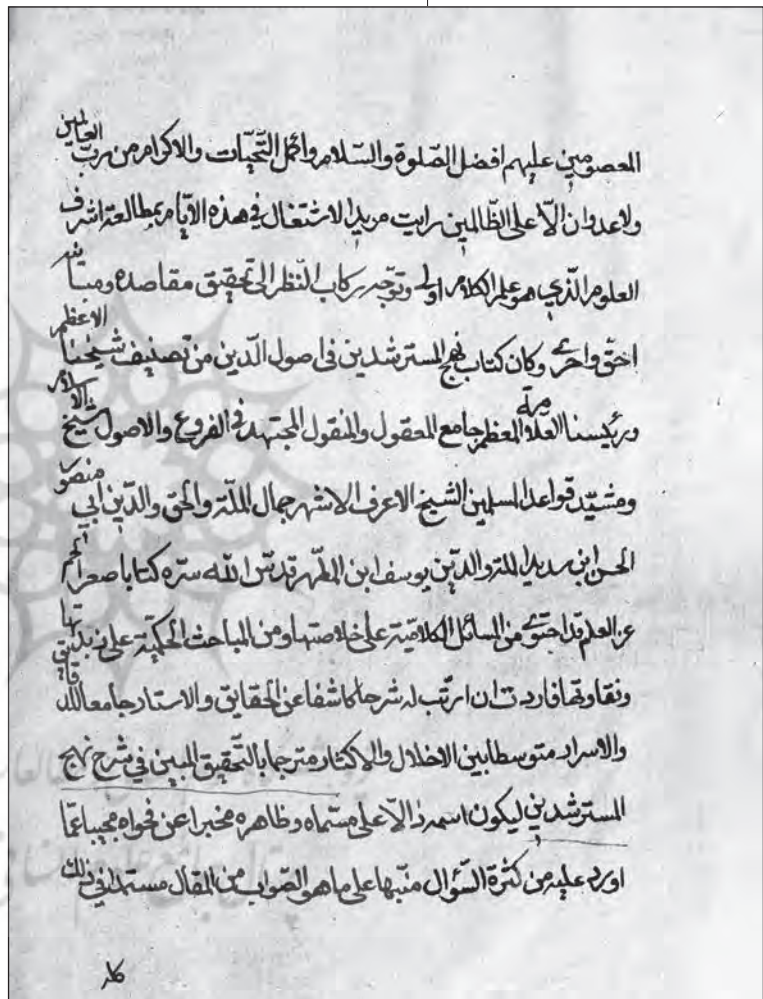 المعصومين عليهم افضل الصلوة والسلام واكمل التحيات والاكرام من رب العالمين
ولا عدوان الا على الظالمين رايت مريد الاشتغال في هذه الايام بمطالعة اشرف
العلوم الذي هو علم الكلام اولى وتوجه ركاب النظر الى تحقيق مقاصده ومسائله
احق واحرى وكان كتاب نهج المسترشدين في اصول الدين من تصنيف شيخنا الاعظم
ورئيسنا العلامة المعظم جامع المعقول والمنقول المجتهد في الفروع والاصول شيخ الاسلام
ومشيد قواعد المسلمين الشيخ الاعرف الاشهر جمال الملة والحق والدين ابي منصور
الحسن ابن سديد الملة والدين يوسف ابن المطهر قدس الله سره كتابا صغر الحجم
عزيز العلم قد احتوى من المسائل الكلامية على خلاصتها ومن المباحث الحكمية على زبدتها
ونقاوتها فاردت ان ارتب له شرحا كاشفا عن الحقايق والاستار جامعا للدقايق
والاسرار متوسطا بين الاخلال والاكثار مترجما بالتحقيق المبين في شرح نهج
المسترشدين ليكون اسمه دالا على مسماه وظاهره مخبرا عن فحواه مجيبا عما
اورد عليه من كثرة السؤال منبها على ما هو الصواب من المقال مستمدا في ذلك